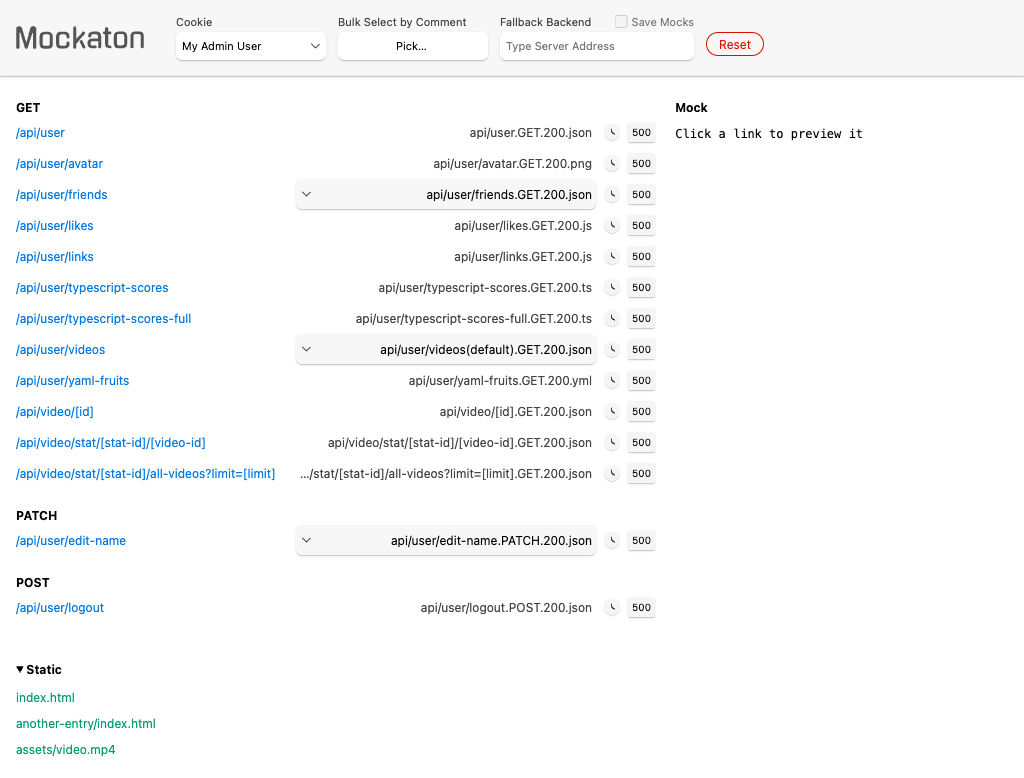 Mockaton
Cookie
My Admin User
Bulk Select by Comment
Pick...
Fallback Backend
Save Mocks
Type Server Address
Reset
GET
/api/user api/user.GET.200.json 500
/api/user/avatar api/user/avatar.GET.200.png 500
/api/user/friends api/user/friends.GET.200.json 500
/api/user/likes api/user/likes.GET.200.js 500
/api/user/links api/user/links.GET.200.js 500
/api/user/typescript-scores api/user/typescript-scores.GET.200.ts 500
/api/user/typescript-scores-full api/user/typescript-scores-full.GET.200.ts 500
/api/user/videos api/user/videos(default).GET.200.json 500
/api/user/yaml-fruits api/user/yaml-fruits.GET.200.yml 500
/api/video/[id] api/video/[id].GET.200.json 500
/api/video/stat/[stat-id]/[video-id] api/video/stat/[stat-id]/[video-id].GET.200.json 500
/api/video/stat/[stat-id]/all-videos?limit=[limit] .../stat/[stat-id]/all-videos?limit=[limit].GET.200.json 500
PATCH
/api/user/edit-name api/user/edit-name.PATCH.200.json 500
POST
/api/user/logout api/user/logout.POST.200.json 500
Static
index.html
another-entry/index.html
assets/video.mp4
Mock
Click a link to preview it